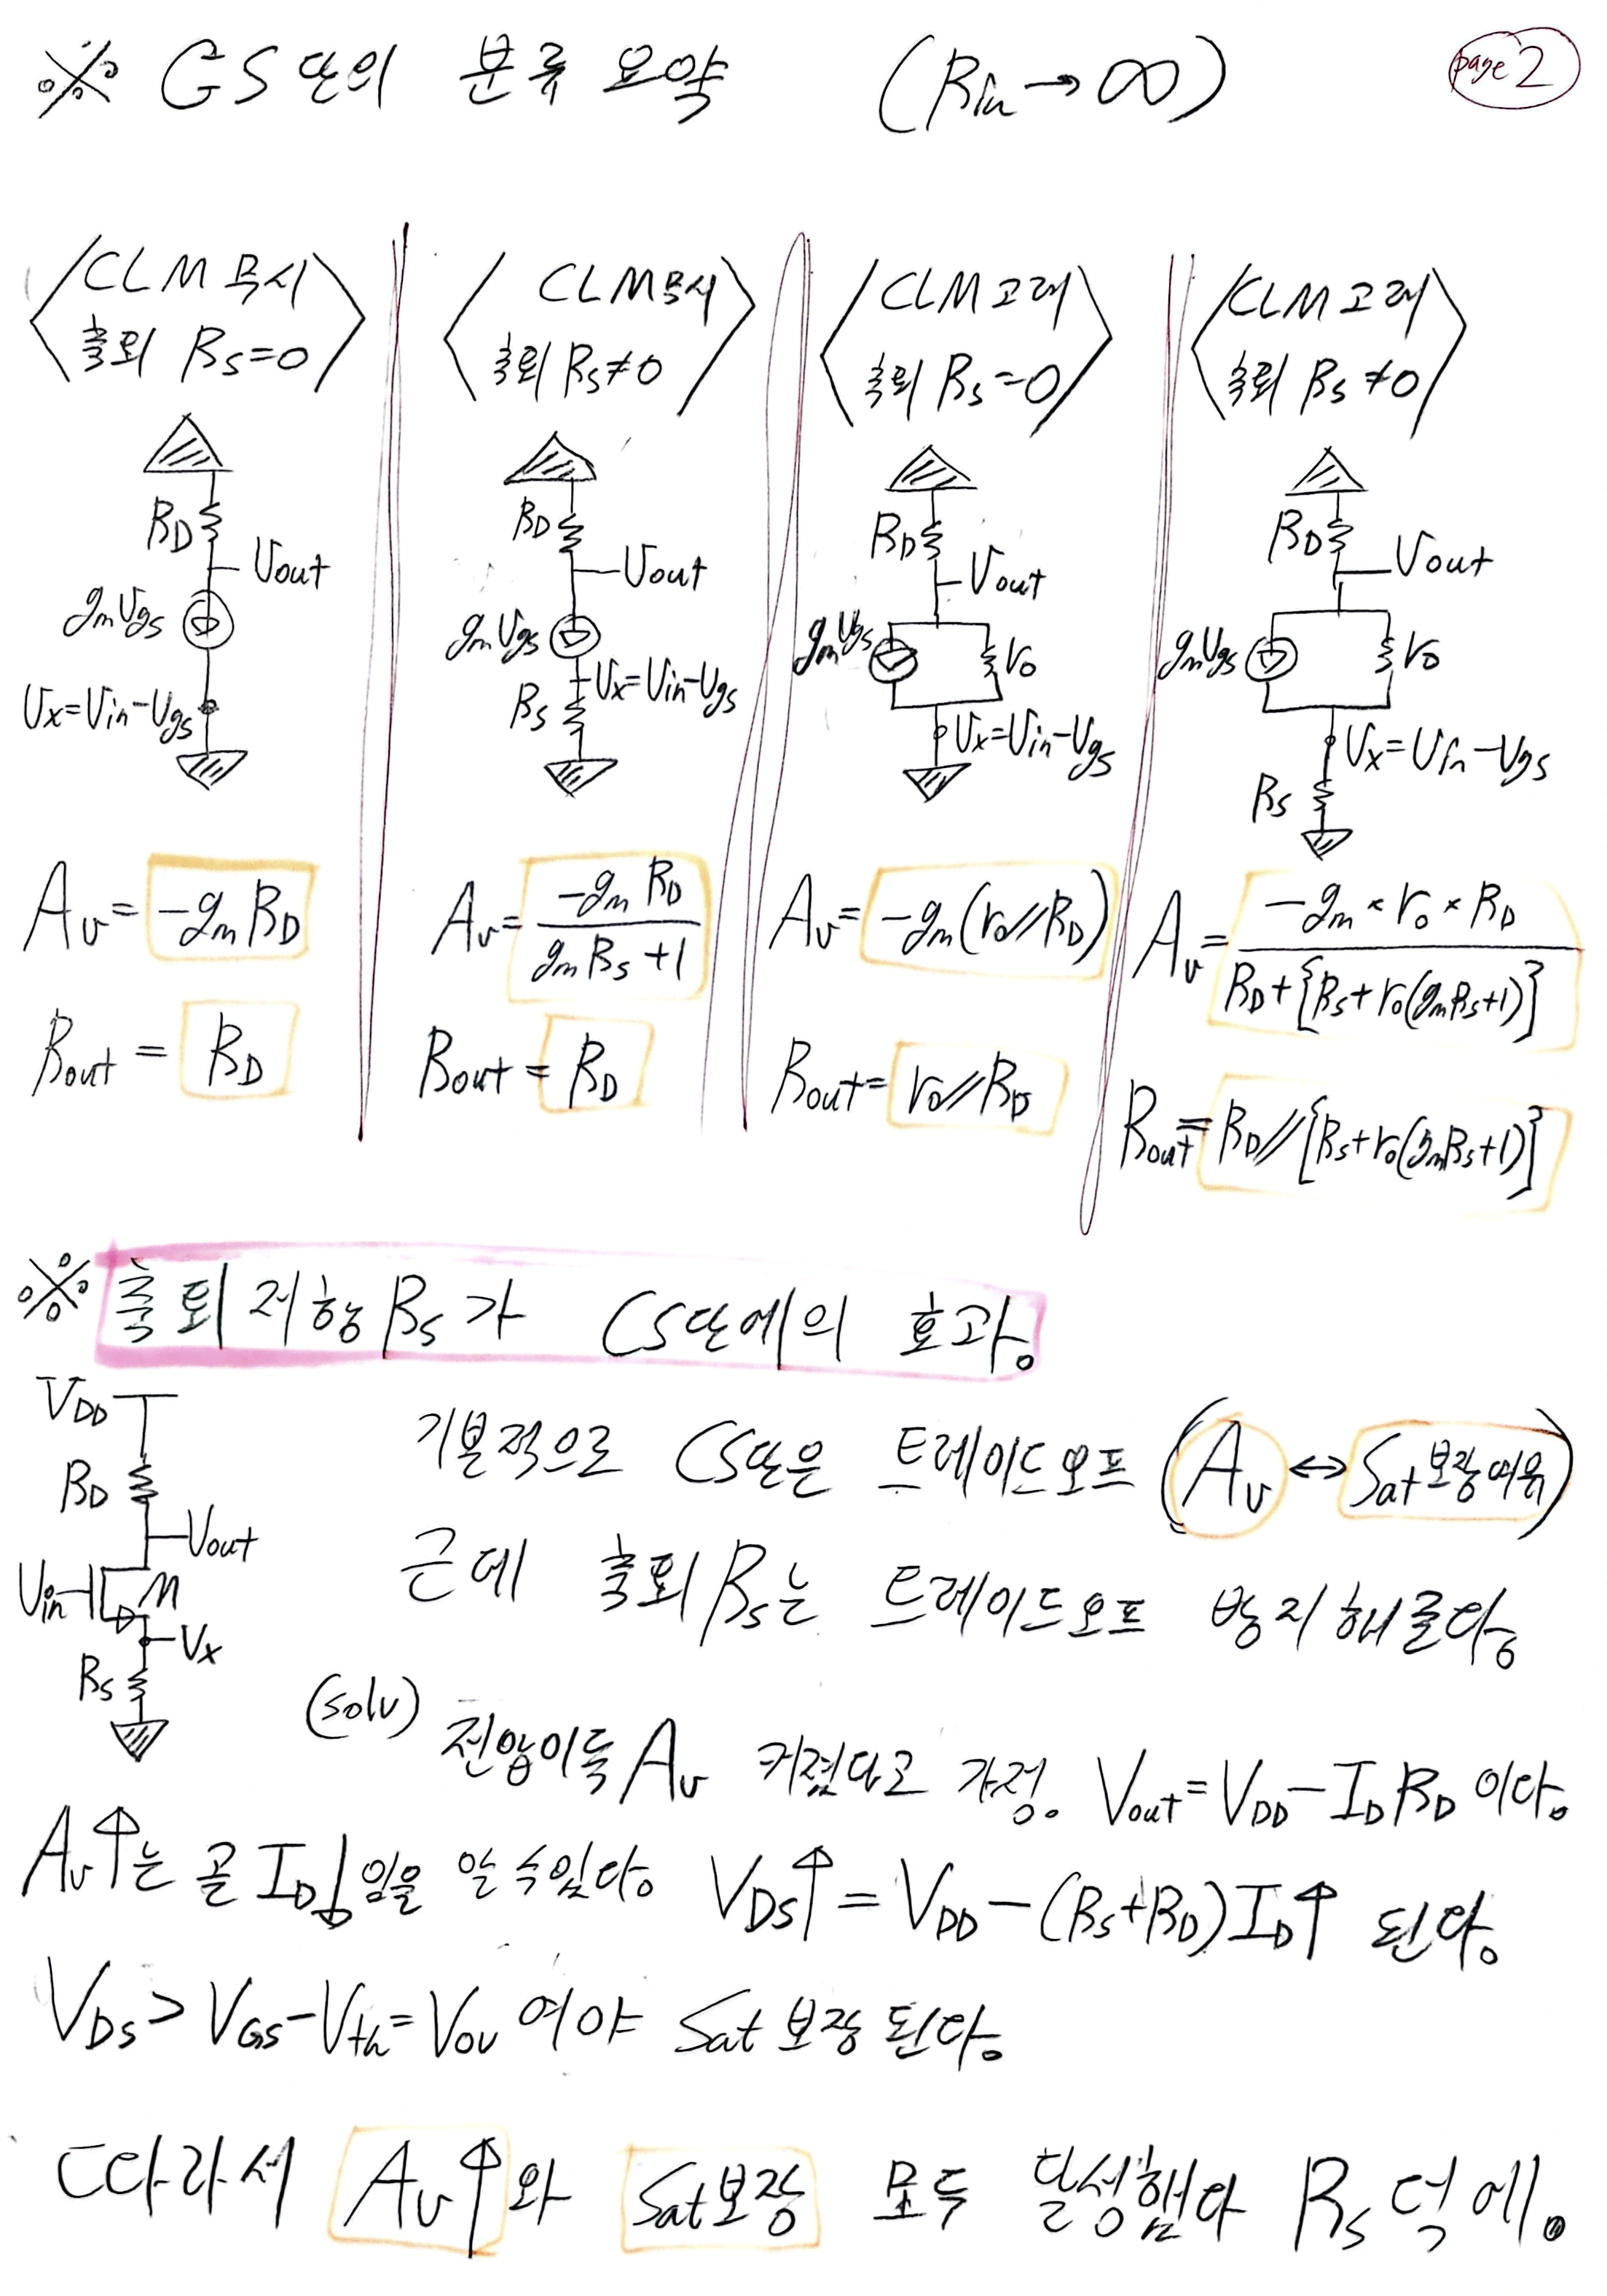 ※ CS단의 분류 요약 (Rin→∞) page 2
<CLM 무시
축퇴 RS=0>
RD
Vout
gmVgs
Vx=Vin-Vgs
Av= -gmRD
Rout = RD
<CLM무시
축퇴 RS≠0>
RD
Vout
gmVgs
Vx=Vin-Vgs
RS
Av= -gmRD / gmRS+1
Rout = RD
<CLM고려
축퇴 RS=0>
RD
Vout
gmVgs
ro
Vx=Vin-Vgs
Av= -gm(ro//RD)
Rout= ro//RD
<CLM고려
축퇴 RS≠0>
RD
Vout
gmVgs
ro
Vx=Vin-Vgs
RS
Av= -gm×ro×RD / RD+{RS+ro(gmRS+1)}
Rout= RD//{RS+ro(gmRS+1)}
※ 축퇴저항RS가 CS단에의 효과。
VDD
RD
Vout
Vin
M
Vx
RS
기본적으로 CS단은 트레이드오프 (Av↔Sat보장여유)
근데 축퇴RS는 트레이드오프 방지해준다。
(solv) 전압이득Av 커졌다고 가정。 Vout=VDD-IDRD 이다。
Av↑는 곧 ID↓임을 알수있다。 VDS↑=VDD-(RS+RD)ID↑ 된다。
VDS>VGS-Vth=Vov 여야 Sat보장된다。
따라서 Av↑와 Sat보장 모두 달성했다 RS덕에。